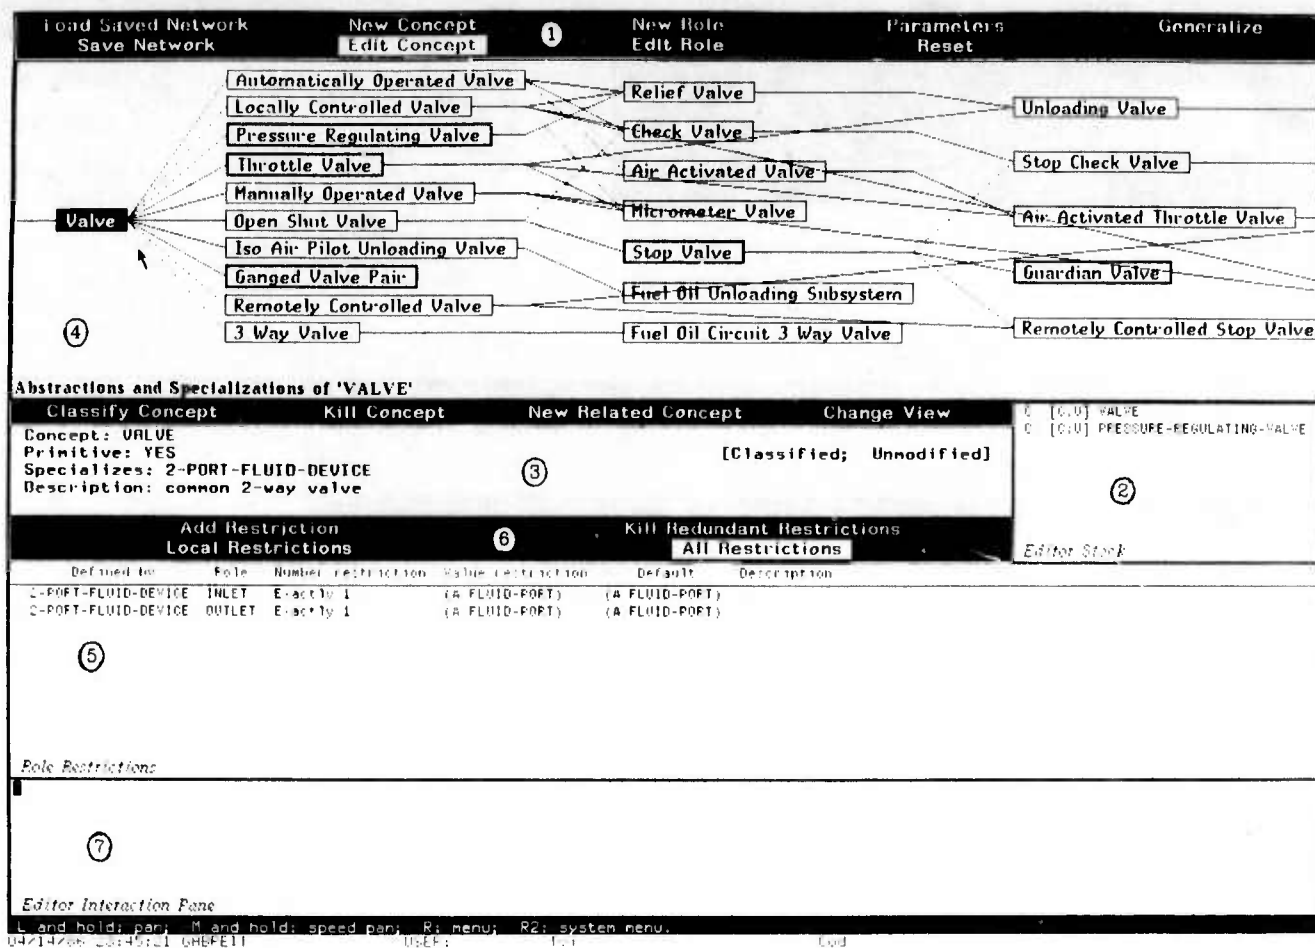 Load Saved Network New Concept New Role Parameters Generalize
Save Network Edit Concept 1 Edit Role Reset
Automatically Operated Valve
Locally Controlled Valve
Pressure Regulating Valve
Throttle Valve
Manually Operated Valve
Valve Open Shut Valve
Iso Air Pilot Unloading Valve
Ganged Valve Pair
Remotely Controlled Valve
3 Way Valve
Relief Valve
Check Valve
Air Activated Valve
Micrometer Valve
Stop Valve
Fuel Oil Unloading Subsystem
Fuel Oil Circuit 3 Way Valve
Unloading Valve
Stop Check Valve
Air Activated Throttle Valve
Guardian Valve
Remotely Controlled Stop Valve
4
Abstractions and Specializations of 'VALVE'
Classify Concept Kill Concept New Related Concept Change View
Concept: VALVE
Primitive: YES [Classified; Unmodified]
Specializes: 2-PORT-FLUID-DEVICE 3
Description: common 2-way valve
C [C;U] VALVE
C [C;U] PRESSURE-REGULATING-VALVE
2
Editor Stack
Add Restriction Kill Redundant Restrictions
Local Restrictions 6 All Restrictions
Defined by Role Number restriction Value restriction Default Description
2-PORT-FLUID-DEVICE INLET Exactly 1 (A FLUID-PORT) (A FLUID-PORT)
2-PORT-FLUID-DEVICE OUTLET Exactly 1 (A FLUID-PORT) (A FLUID-PORT)
5
Role Restrictions
7
Editor Interaction Pane
L and hold: pan; M and hold: speed pan; R: menu; R2: system menu.
04/14/86 23:45:21 USER: